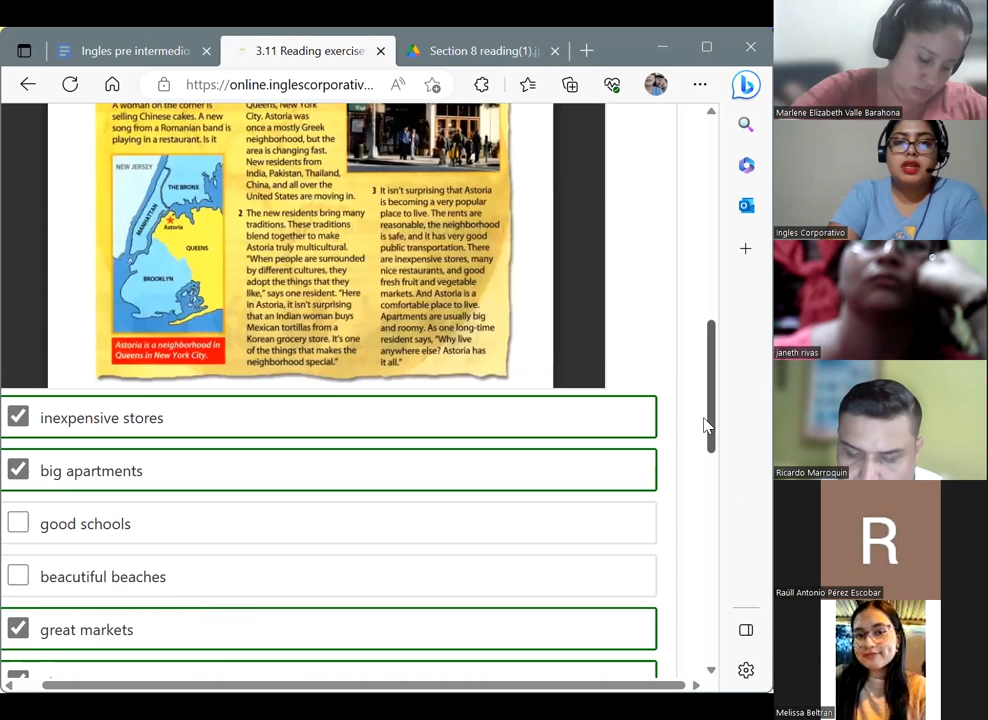 Ingles pre intermedio
3.11 Reading exercise
Section 8 reading(1).j
https://online.inglescorporativ...
A woman on the corner is
selling Chinese cakes. A new
song from a Romanian band is
playing in a restaurant. Is it
NEW JERSEY
THE BRONX
MANHATTAN
Astoria
QUEENS
BROOKLYN
Astoria is a neighborhood in
Queens in New York City.
Queens, New York
City. Astoria was
once a mostly Greek
neighborhood, but the
area is changing fast.
New residents from
India, Pakistan, Thailand,
China, and all over the
United States are moving in.
2 The new residents bring many
traditions. These traditions
blend together to make
Astoria truly multicultural.
"When people are surrounded
by different cultures, they
adopt the things that they
like," says one resident. "Here
in Astoria, it isn't surprising
that an Indian woman buys
Mexican tortillas from a
Korean grocery store. It's one
of the things that makes the
neighborhood special."
3 It isn't surprising that Astoria
is becoming a very popular
place to live. The rents are
reasonable, the neighborhood
is safe, and it has very good
public transportation. There
are inexpensive stores, many
nice restaurants, and good
fresh fruit and vegetable
markets. And Astoria is a
comfortable place to live.
Apartments are usually big
and roomy. As one long-time
resident says, "Why live
anywhere else? Astoria has
it all."
inexpensive stores
big apartments
good schools
beacutiful beaches
great markets
Marlene Elizabeth Valle Barahona
Ingles Corporativo
janeth rivas
Ricardo Marroquin
R
Raúll Antonio Pérez Escobar
Melissa Beltrán